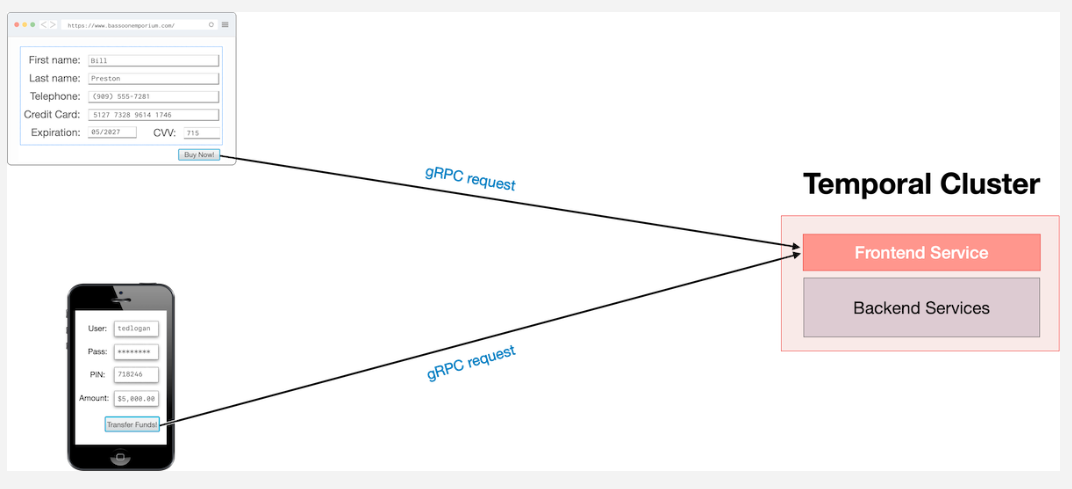 https://www.bassoonemporium.com/
First name: Bill
Last name: Preston
Telephone: (909) 555-7281
Credit Card: 5127 7328 9614 1746
Expiration: 05/2027 CVV: 715
Buy Now!
gRPC request
Temporal Cluster
Frontend Service
Backend Services
User: tedlogan
Pass: ********
PIN: 718246
Amount: $5,000.00
Transfer Funds!
gRPC request